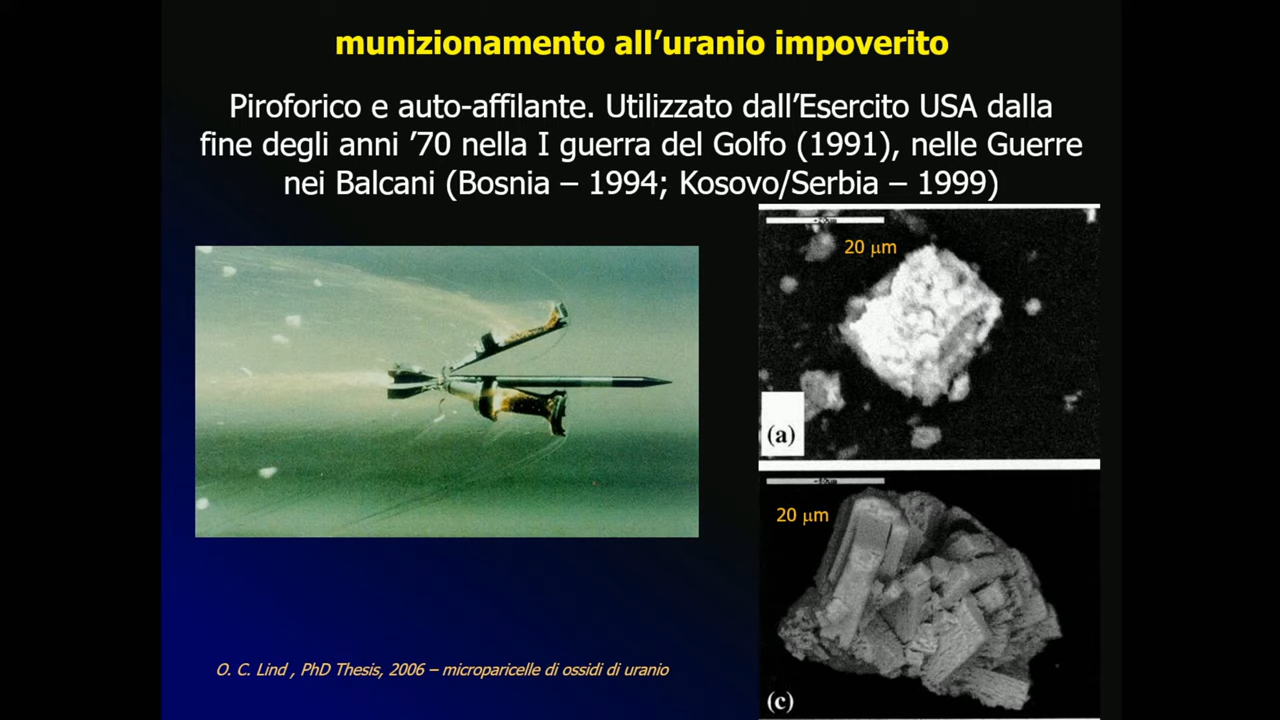 munizionamento all’uranio impoverito
Piroforico e auto-affilante. Utilizzato dall’Esercito USA dalla
fine degli anni ’70 nella I guerra del Golfo (1991), nelle Guerre
nei Balcani (Bosnia – 1994; Kosovo/Serbia – 1999)
20 μm
(a)
20 μm
(c)
O. C. Lind , PhD Thesis, 2006 – microparicelle di ossidi di uranio